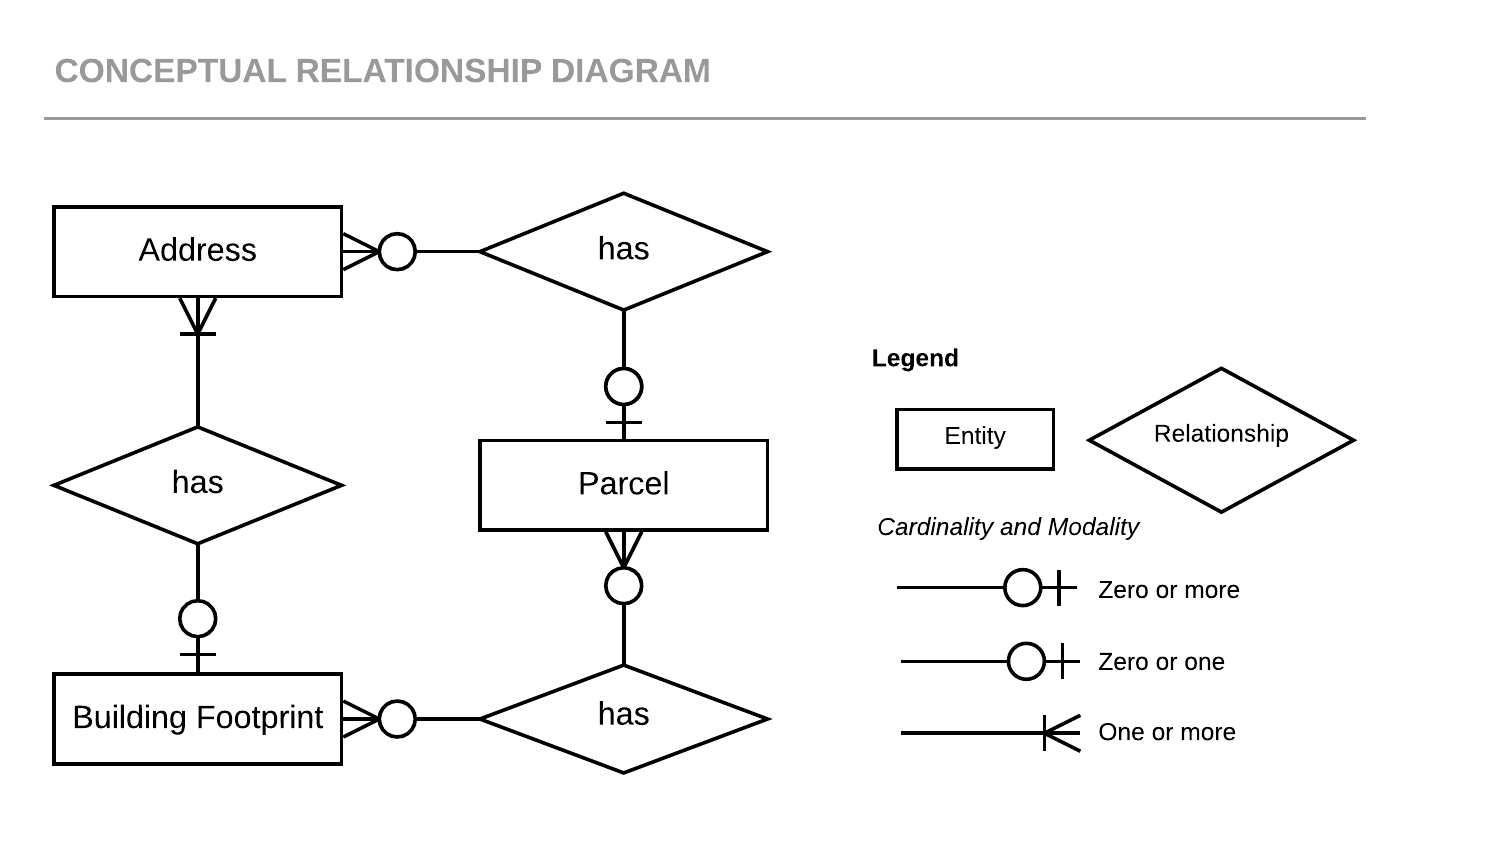 CONCEPTUAL RELATIONSHIP DIAGRAM
Address
has
has
Parcel
Building Footprint
has
Legend
Entity
Relationship
Cardinality and Modality
Zero or more
Zero or one
One or more